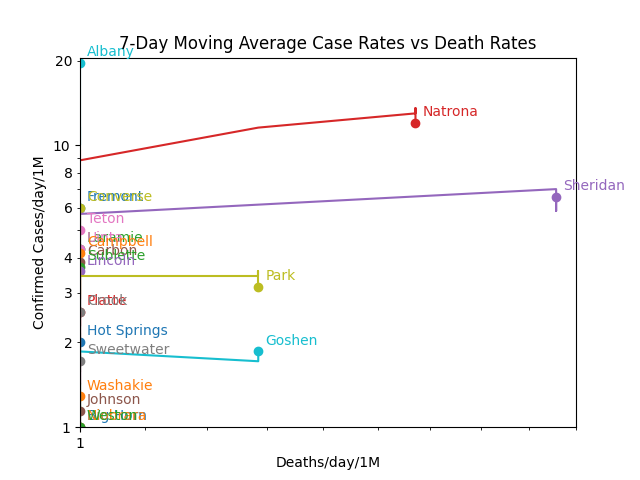 7-Day Moving Average Case Rates vs Death Rates
20
Albany
Natrona
10
8
Sheridan
Fremont
Converse
6
Teton
Laramie
Campbell
Carbon
4
Sublette
Lincoln
Park
3
Platte
Crook
Hot Springs
Goshen
2
Sweetwater
Washakie
Johnson
Big Horn
Weston
1
1
Confirmed Cases/day/1M
Deaths/day/1M